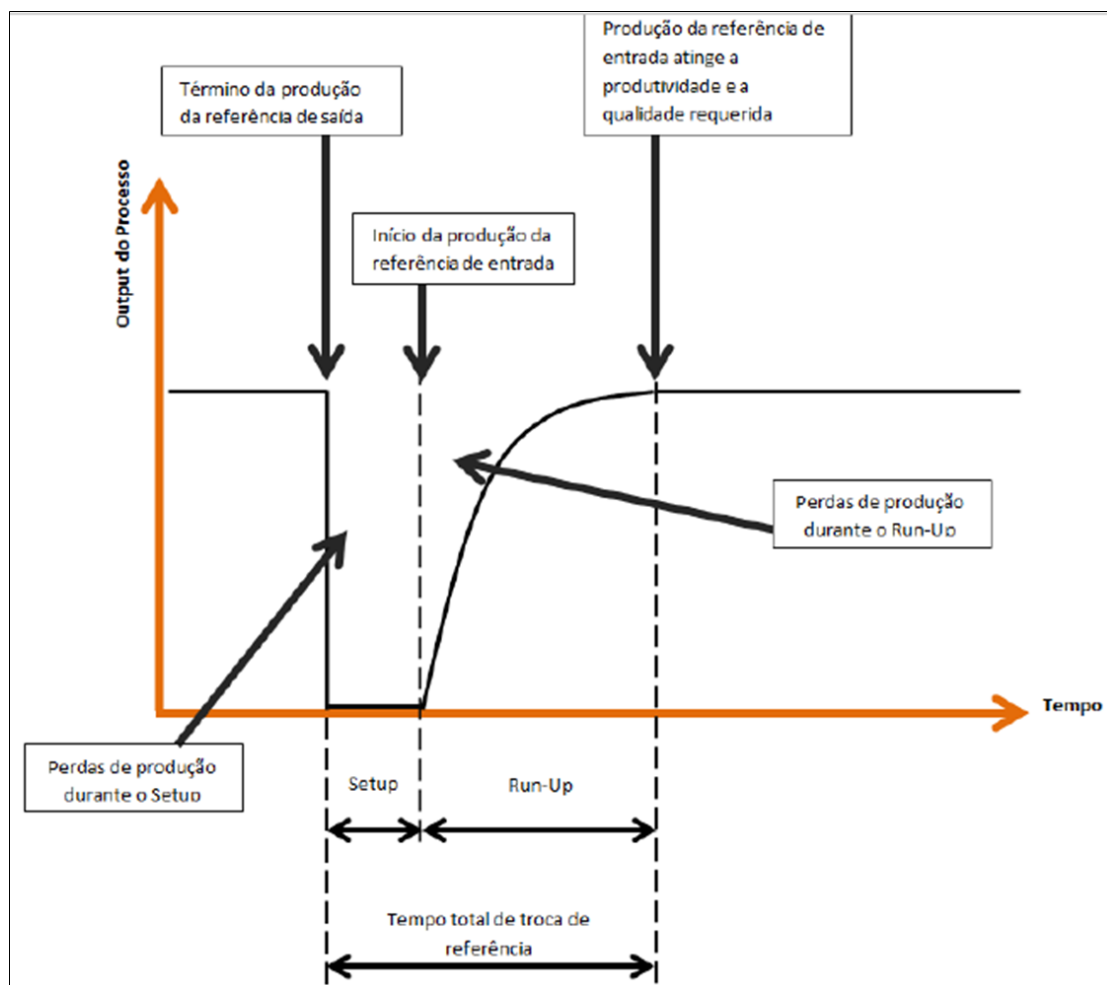 Produção da referência de
entrada atinge a
produtividade e a
qualidade requerida
Término da produção
da referência de saída
Output do Processo
Início da produção da
referência de entrada
Perdas de produção
durante o Run-Up
Tempo
Perdas de produção
durante o Setup
Setup
Run-Up
Tempo total de troca de
referência